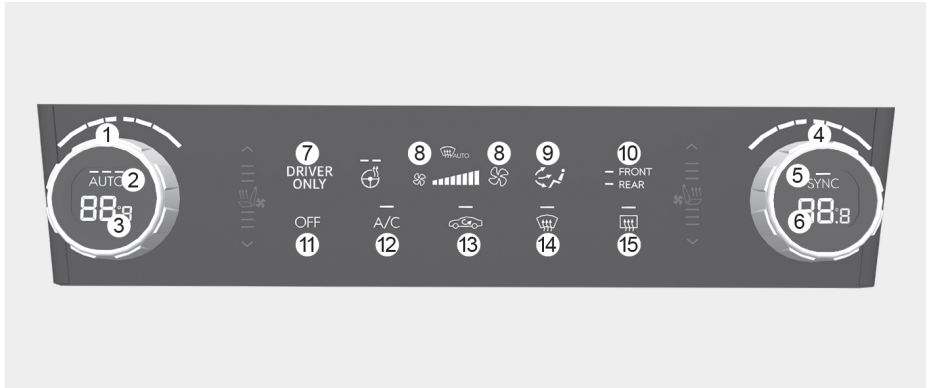 1
4
7
8
AUTO
8
9
10
DRIVER
ONLY
FRONT
REAR
AUTO 2
88:8
3
5 SYNC
6 88:8
OFF
A/C
11
12
13
14
15